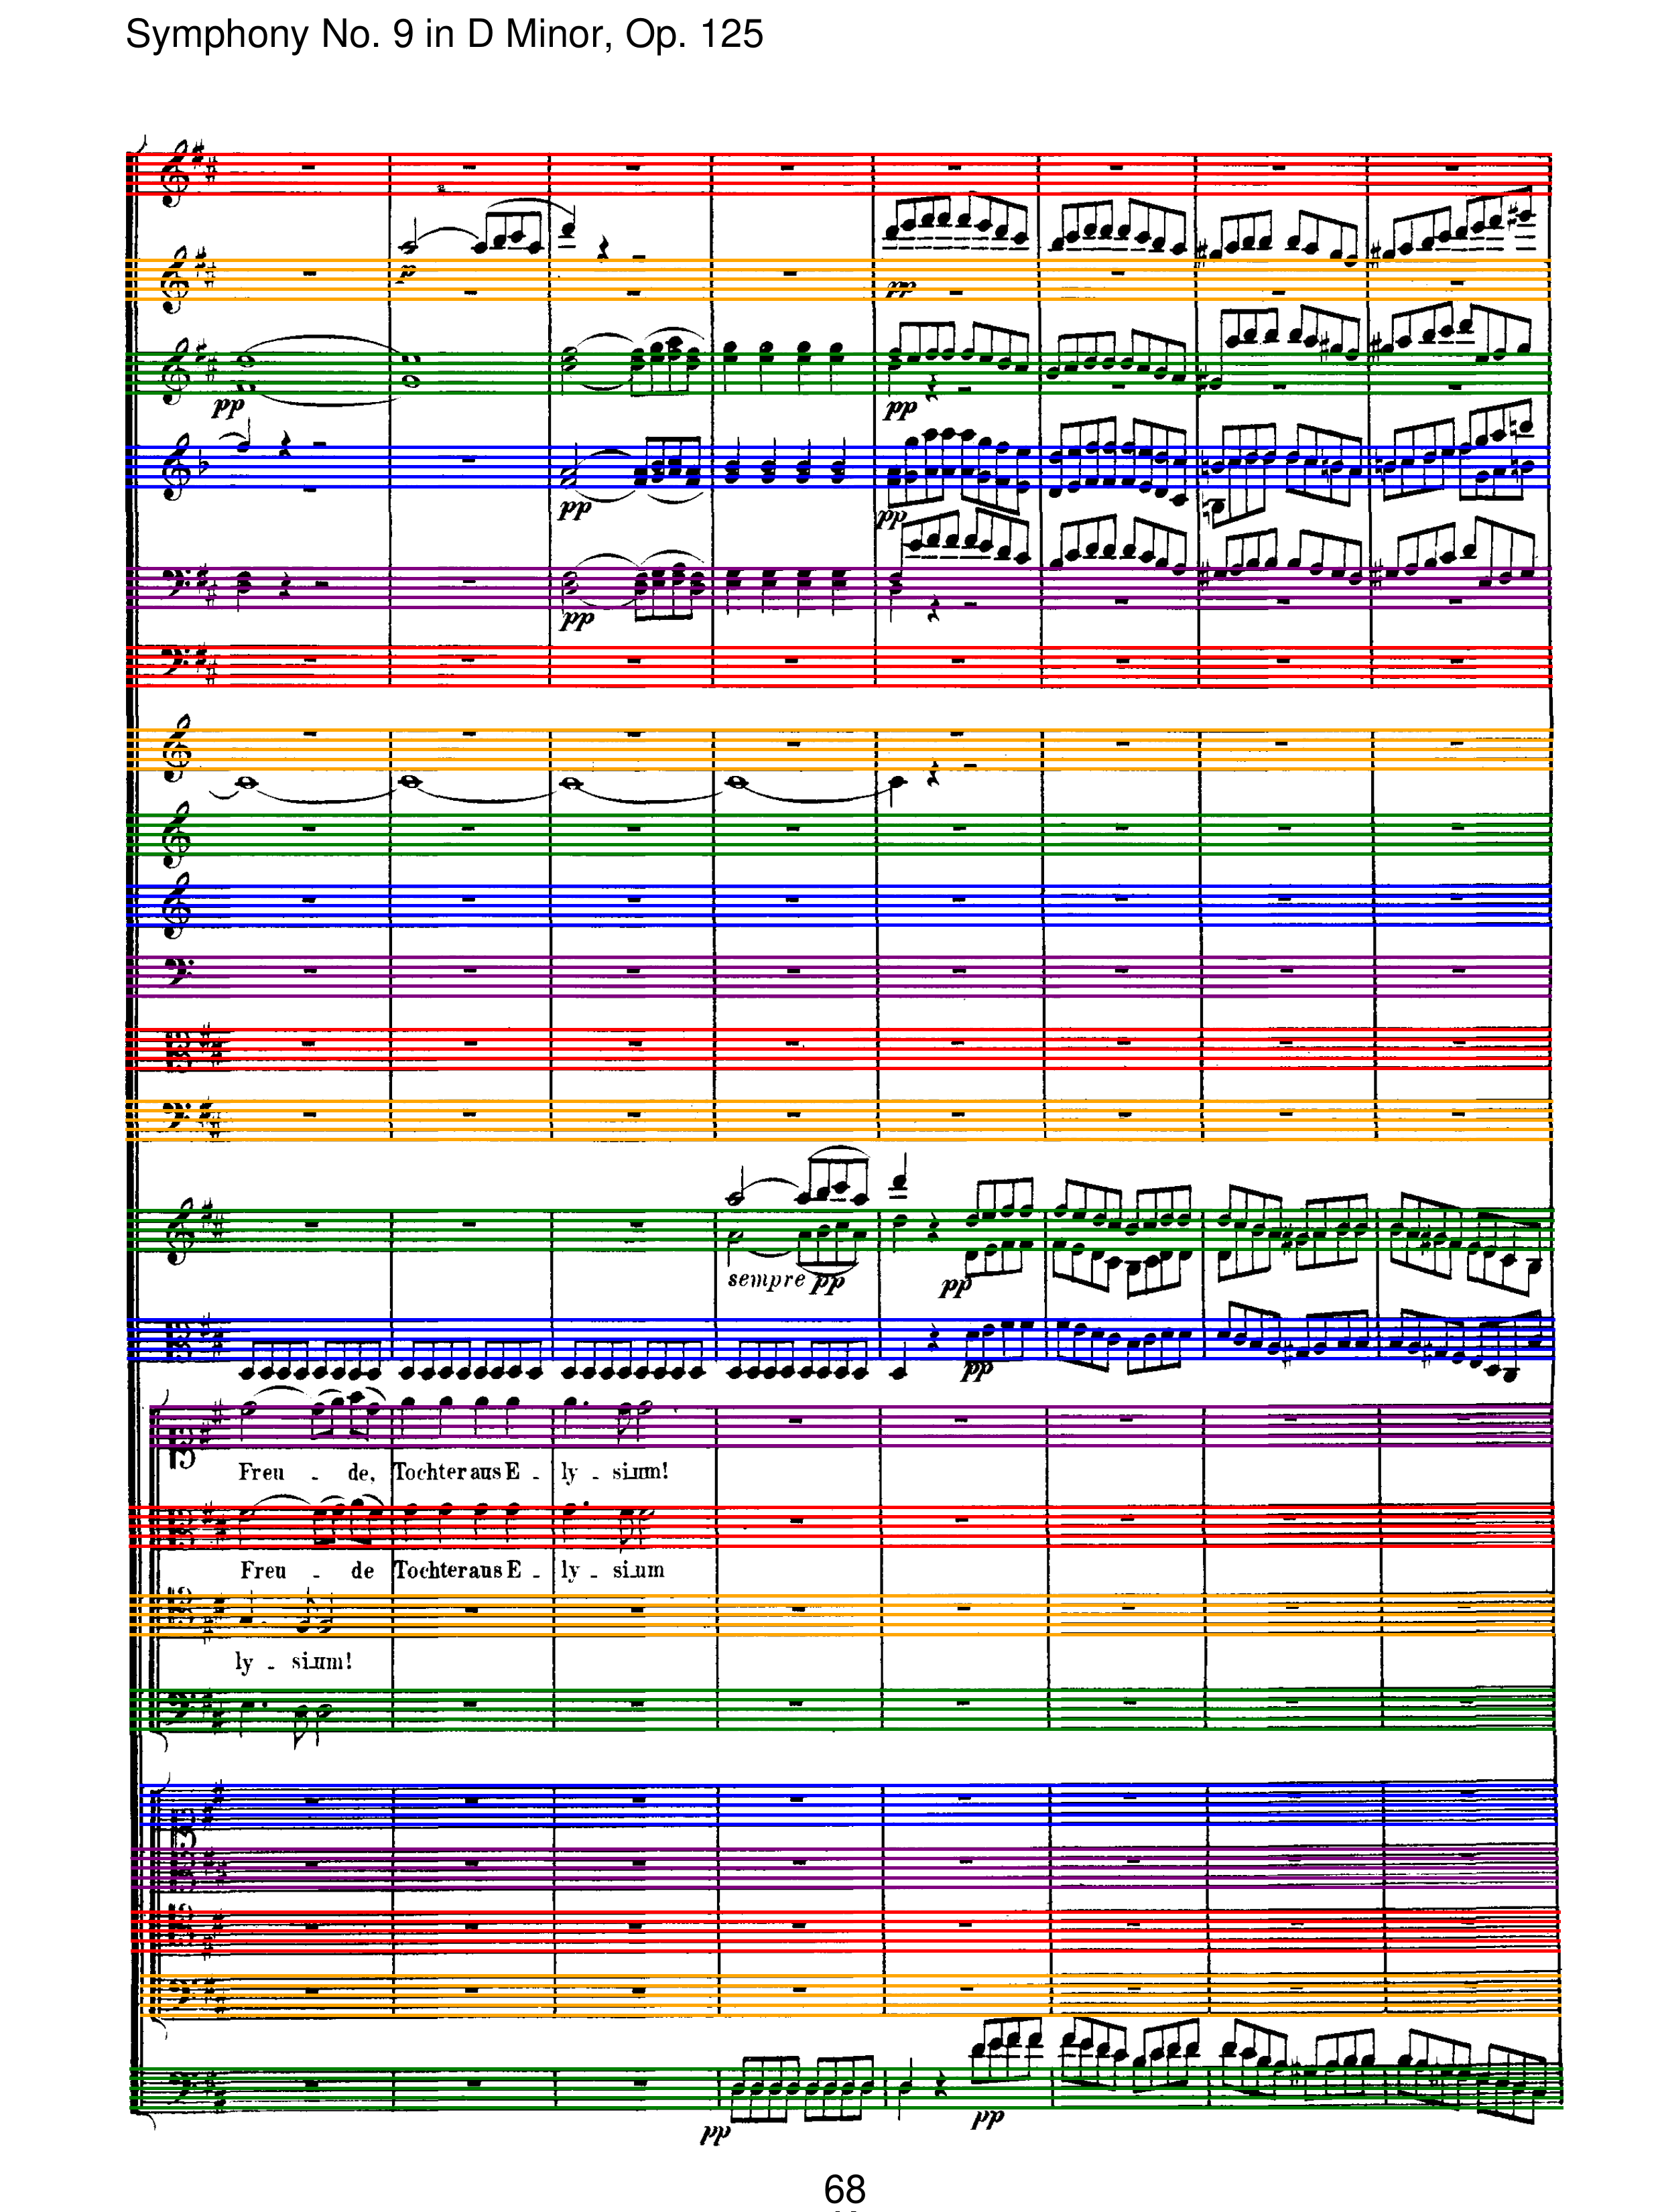 Symphony No. 9 in D Minor, Op. 125
p
pp
pp
pp
pp
pp
pp
pp
sempre pp
pp
pp
Freu - de, Tochter aus E - ly - sium!
Freu - de Tochter aus E - ly - sium
ly - sium!
pp
pp
68